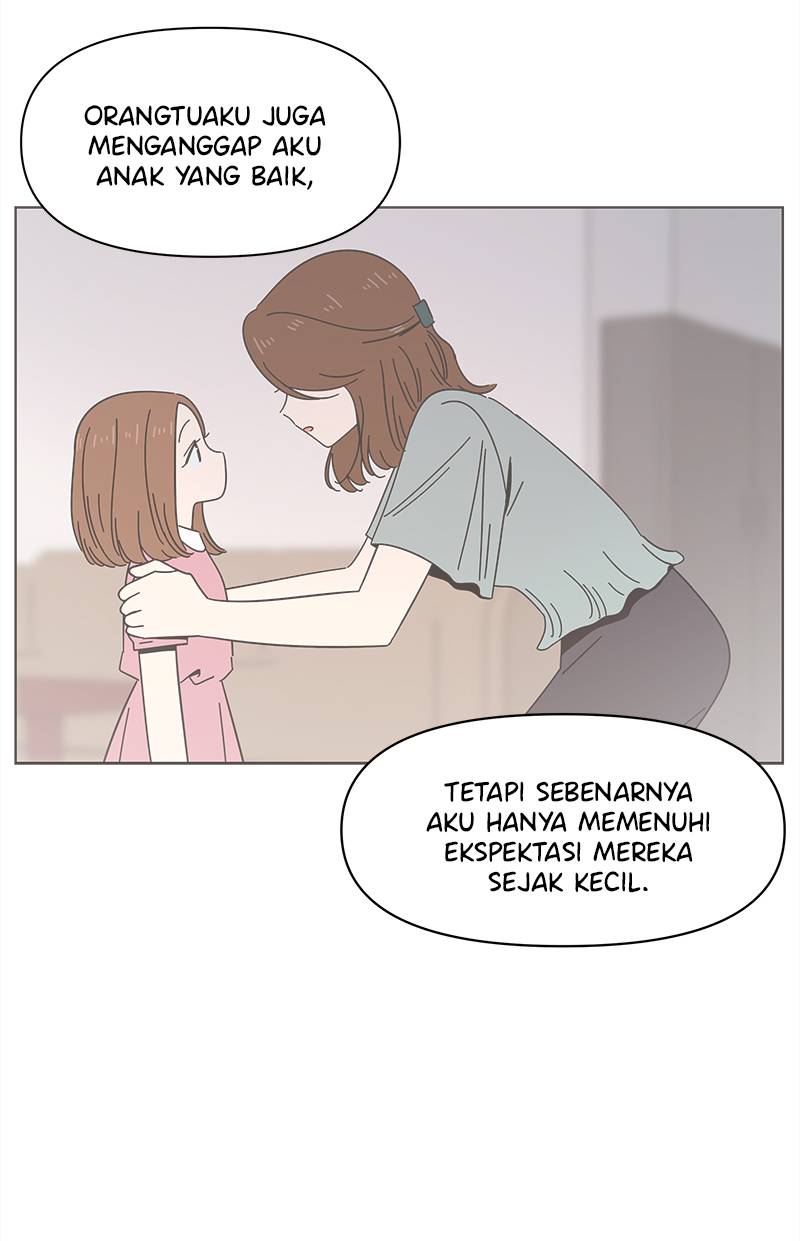 ORANGTUAKU JUGA
MENGANGGAP AKU
ANAK YANG BAIK,
TETAPI SEBENARNYA
AKU HANYA MEMENUHI
EKSPEKTASI MEREKA
SEJAK KECIL.